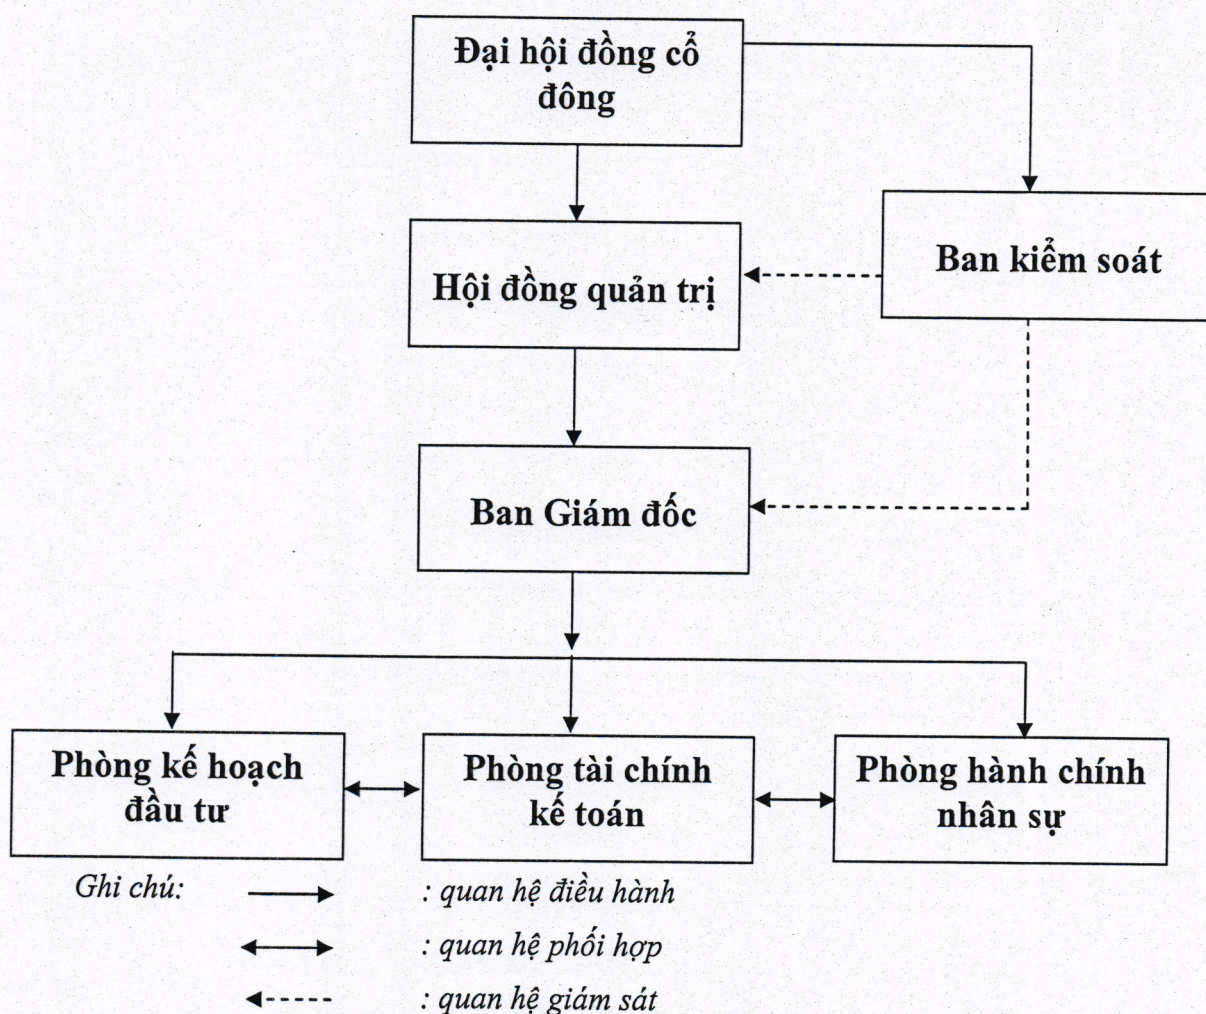 Đại hội đồng cổ
đông
Ban kiểm soát
Hội đồng quản trị
Ban Giám đốc
Phòng kế hoạch
đầu tư
Phòng tài chính
kế toán
Phòng hành chính
nhân sự
Ghi chú: : quan hệ điều hành
: quan hệ phối hợp
: quan hệ giám sát